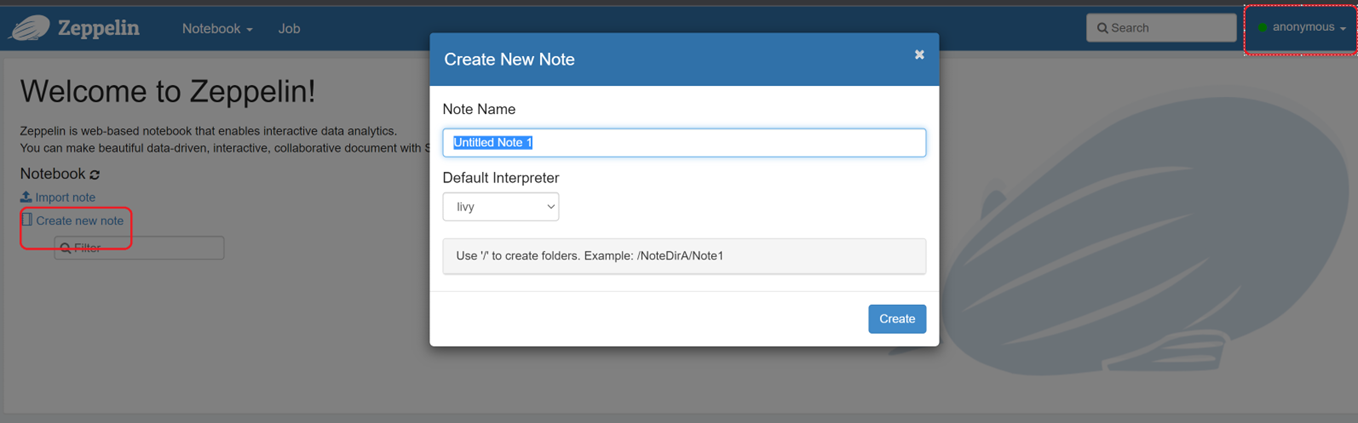 Zeppelin
Notebook
Job
Search
anonymous
Welcome to Zeppelin!
Zeppelin is web-based notebook that enables interactive data analytics.
You can make beautiful data-driven, interactive, collaborative document with S
Notebook
Import note
Create new note
Filter
Create New Note
×
Note Name
Untitled Note 1
Default Interpreter
livy
Use '/' to create folders. Example: /NoteDirA/Note1
Create